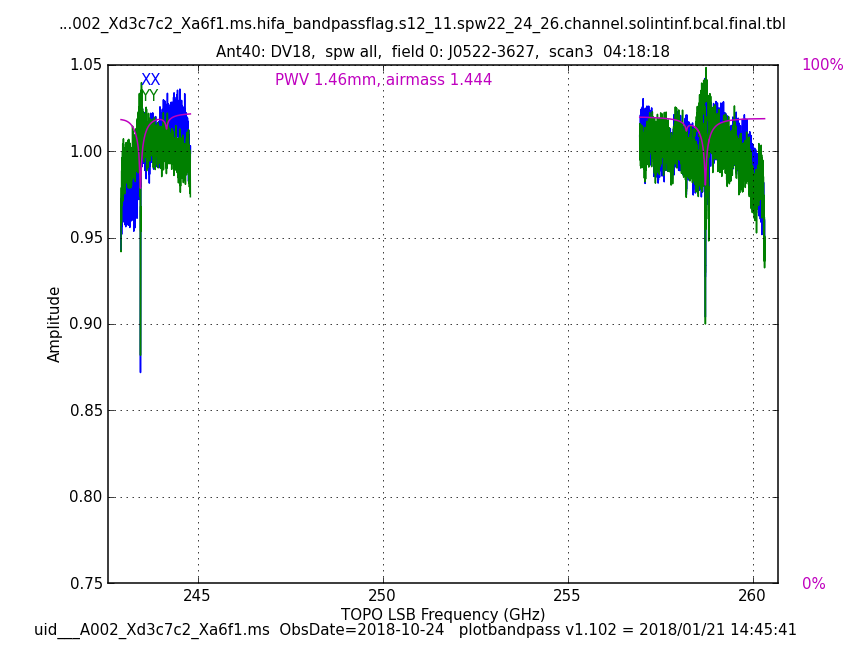 ...002_Xd3c7c2_Xa6f1.ms.hifa_bandpassflag.s12_11.spw22_24_26.channel.solintinf.bcal.final.tbl
Ant40: DV18,  spw all,  field 0: J0522-3627,  scan3  04:18:18
1.05
100%
XX
PWV 1.46mm, airmass 1.444
YY
1.00
0.95
0.90
Amplitude
0.85
0.80
0.75
0%
245
250
255
260
TOPO LSB Frequency (GHz)
uid___A002_Xd3c7c2_Xa6f1.ms  ObsDate=2018-10-24   plotbandpass v1.102 = 2018/01/21 14:45:41